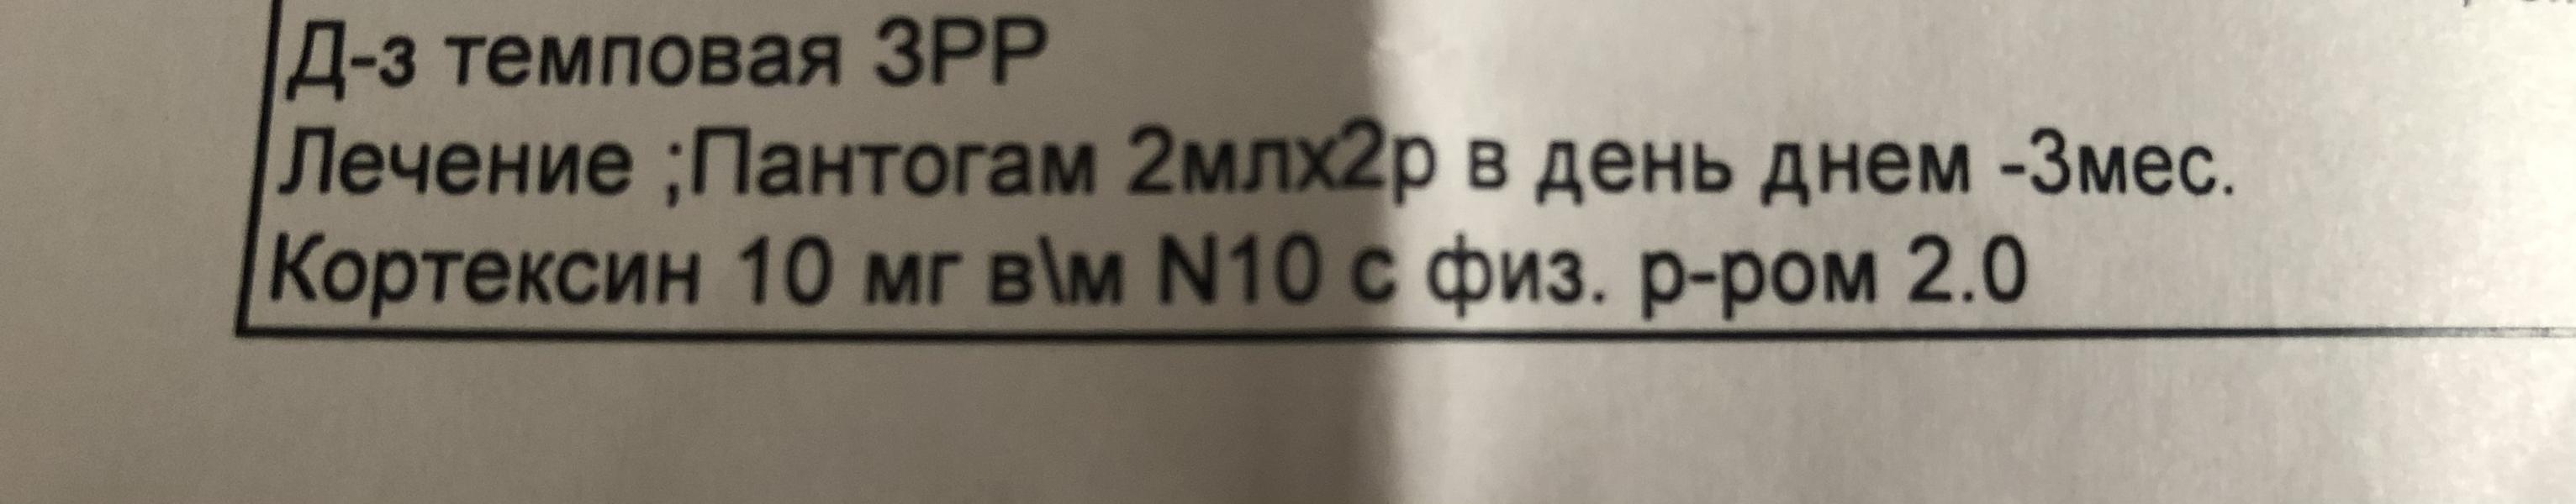 Д-з темповая ЗРР
Лечение ;Пантогам 2млх2р в день днем -3мес.
Кортексин 10 мг в\м N10 с физ. р-ром 2.0